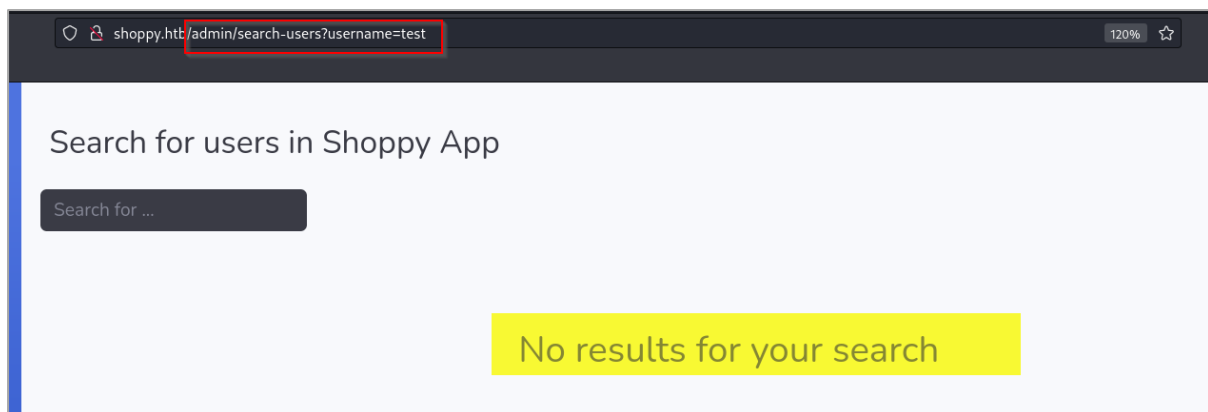 shoppy.htb/admin/search-users?username=test 120%
Search for users in Shoppy App
Search for ...
No results for your search